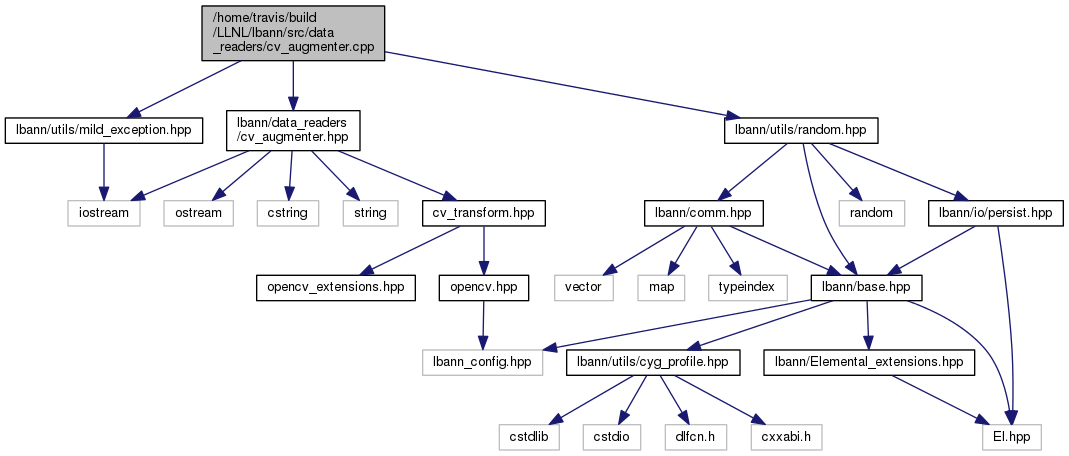 /home/travis/build
/LLNL/lbann/src/data
_readers/cv_augmenter.cpp
lbann/utils/mild_exception.hpp
lbann/data_readers
/cv_augmenter.hpp
lbann/utils/random.hpp
iostream
ostream
cstring
string
cv_transform.hpp
lbann/comm.hpp
random
lbann/io/persist.hpp
opencv_extensions.hpp
opencv.hpp
vector
map
typeindex
lbann/base.hpp
lbann_config.hpp
lbann/utils/cyg_profile.hpp
lbann/Elemental_extensions.hpp
cstdlib
cstdio
dlfcn.h
cxxabi.h
El.hpp